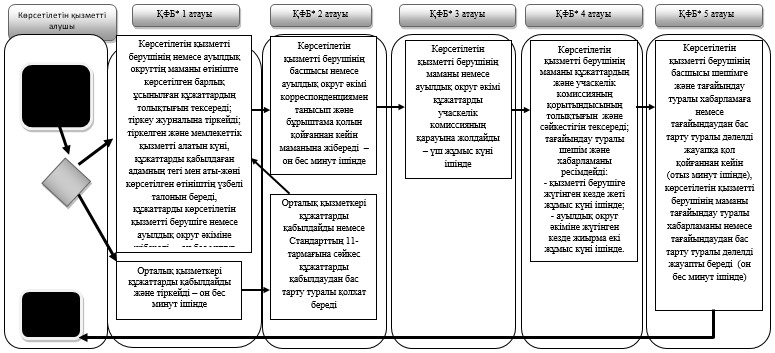 Көрсетілетін қызметті
алушы
ҚФБ* 1 атауы
ҚФБ* 2 атауы
ҚФБ* 3 атауы
ҚФБ* 4 атауы
ҚФБ* 5 атауы
Көрсетілетін қызметті
берушінің немесе ауылдық
округтің маманы өтініште
көрсетілген барлық
ұсынылған құжаттардың
толықтығын тексереді;
тіркеу журналына тіркейді;
тіркелген және мемлекеттік
қызметті алатын күні,
құжаттарды қабылдаған
адамның тегі мен аты-жөні
көрсетілген өтініштің үзбелі
талонын береді,
құжаттарды көрсетілетін
қызметті берушіге немесе
ауылдық округ әкіміне
Орталық қызметкері
құжаттарды қабылдайды
және тіркейді – он бес
минут ішінде
Көрсетілетін
қызметті берушінің
басшысы немесе
ауылдық округ әкімі
корреспонденциямен
танысып және
бұрыштама қолын
қойғаннан кейін
маманына жібереді –
он бес минут ішінде
Орталық қызметкері
құжаттарды
қабылдайды немесе
Стандарттың 11-
тармағына сәйкес
құжаттарды
қабылдаудан бас
тарту туралы қолхат
береді
Көрсетілетін
қызметті берушінің
маманы немесе
ауылдық округ әкімі
құжаттарды
учаскелік
комиссияның
қарауына жолдайды
– үш жұмыс күні
ішінде
Көрсетілетін
қызметті берушінің
маманы құжаттардың
және учаскелік
комиссияның
қорытындысының
толықтығын және
сәйкестігін тексереді;
тағайындау туралы
шешім және
хабарламаны
ресімдейді:
- қызметті берушіге
жүгінген кезде жеті
жұмыс күні ішінде;
- ауылдық округ
әкіміне жүгінген
кезде жиырма екі
жұмыс күні ішінде.
Көрсетілетін
қызметті берушінің
басшысы шешімге
және тағайындау
туралы хабарламаға
немесе
тағайындаудан бас
тарту туралы дәлелді
жауапқа қол
қойғаннан кейін
(отыз минут ішінде),
көрсетілетін қызметті
берушінің маманы
тағайындау туралы
хабарламаны немесе
тағайындаудан бас
тарту туралы дәлелді
жауапты береді (он
бес минут ішінде)